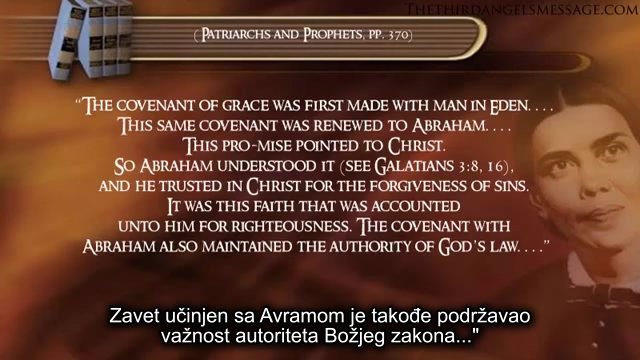 TheThirdAngelsMessage.com
(Patriarchs and Prophets, pp. 370)
“The covenant of grace was first made with man in Eden. . . .
This same covenant was renewed to Abraham. . . .
This pro-mise pointed to Christ.
So Abraham understood it (see Galatians 3:8, 16),
and he trusted in Christ for the forgiveness of sins.
It was this faith that was accounted
unto him for righteousness. The covenant with
Abraham also maintained the authority of God’s law. . . .”
Zavet učinjen sa Avramom je takođe podržavao
važnost autoriteta Božjeg zakona..."